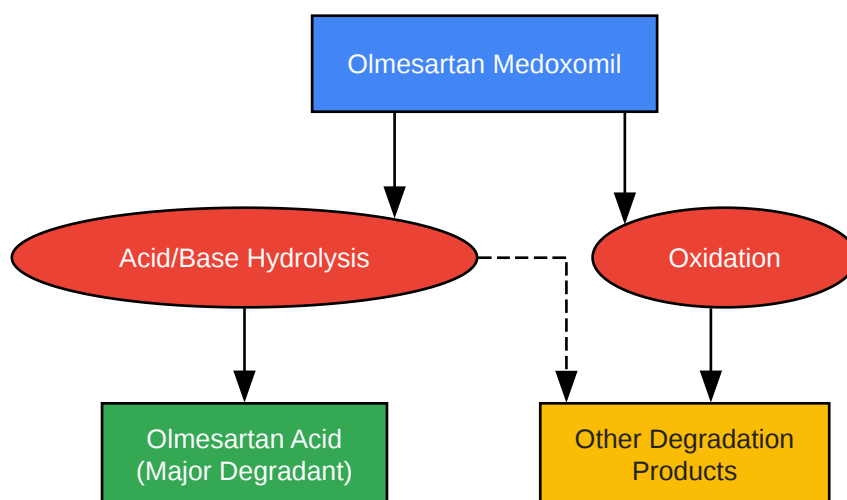 Olmesartan Medoxomil
Acid/Base Hydrolysis
Oxidation
Olmesartan Acid
(Major Degradant)
Other Degradation
Products